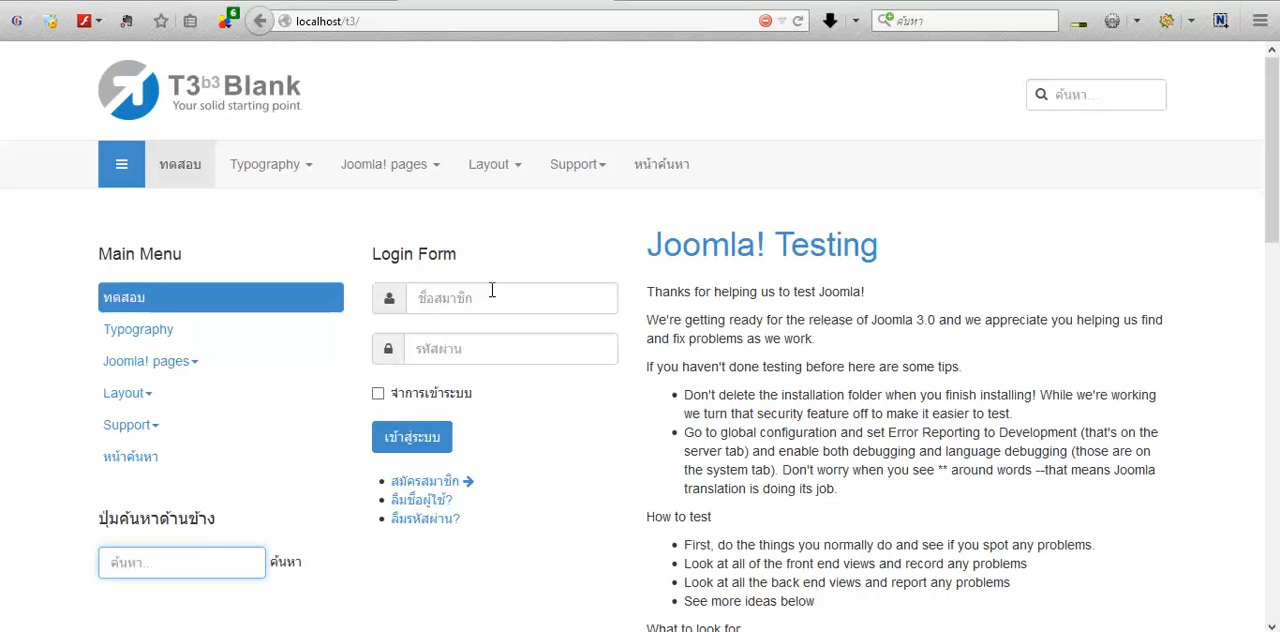 6
localhost/t3/
ค้นหา
T3b3 Blank
Your solid starting point
ค้นหา...
ทดสอบ Typography Joomla! pages Layout Support หน้าค้นหา
Main Menu
ทดสอบ
Typography
Joomla! pages
Layout
Support
หน้าค้นหา
ปุ่มค้นหาด้านข้าง
ค้นหา... ค้นหา
Login Form
ชื่อสมาชิก
รหัสผ่าน
จำการเข้าระบบ
เข้าสู่ระบบ
สมัครสมาชิก
ลืมชื่อผู้ใช้?
ลืมรหัสผ่าน?
Joomla! Testing
Thanks for helping us to test Joomla!
We're getting ready for the release of Joomla 3.0 and we appreciate you helping us find
and fix problems as we work.
If you haven't done testing before here are some tips.
Don't delete the installation folder when you finish installing! While we're working
we turn that security feature off to make it easier to test.
Go to global configuration and set Error Reporting to Development (that's on the
server tab) and enable both debugging and language debugging (those are
on the system tab). Don't worry when you see ** around words --that means Joomla
translation is doing its job.
How to test
First, do the things you normally do and see if you spot any problems.
Look at all of the front end views and record any problems
Look at all the back end views and report any problems
See more ideas below
What to look for